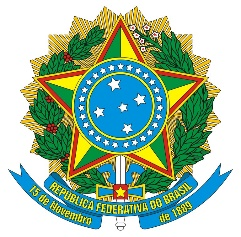 REPÚBLICA FEDERATIVA DO BRASIL
15 de Novembro
de 1889